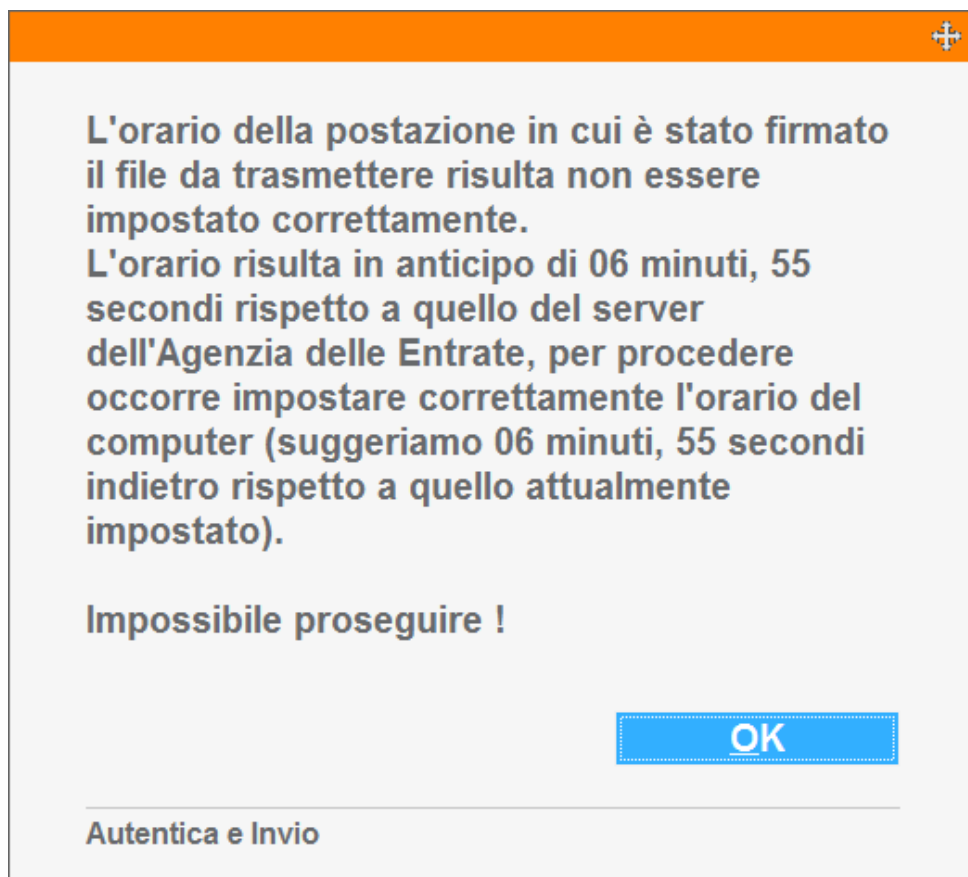 L'orario della postazione in cui è stato firmato
il file da trasmettere risulta non essere
impostato correttamente.
L'orario risulta in anticipo di 06 minuti, 55
secondi rispetto a quello del server
dell'Agenzia delle Entrate, per procedere
occorre impostare correttamente l'orario del
computer (suggeriamo 06 minuti, 55 secondi
indietro rispetto a quello attualmente
impostato).
Impossibile proseguire !
OK
Autentica e Invio